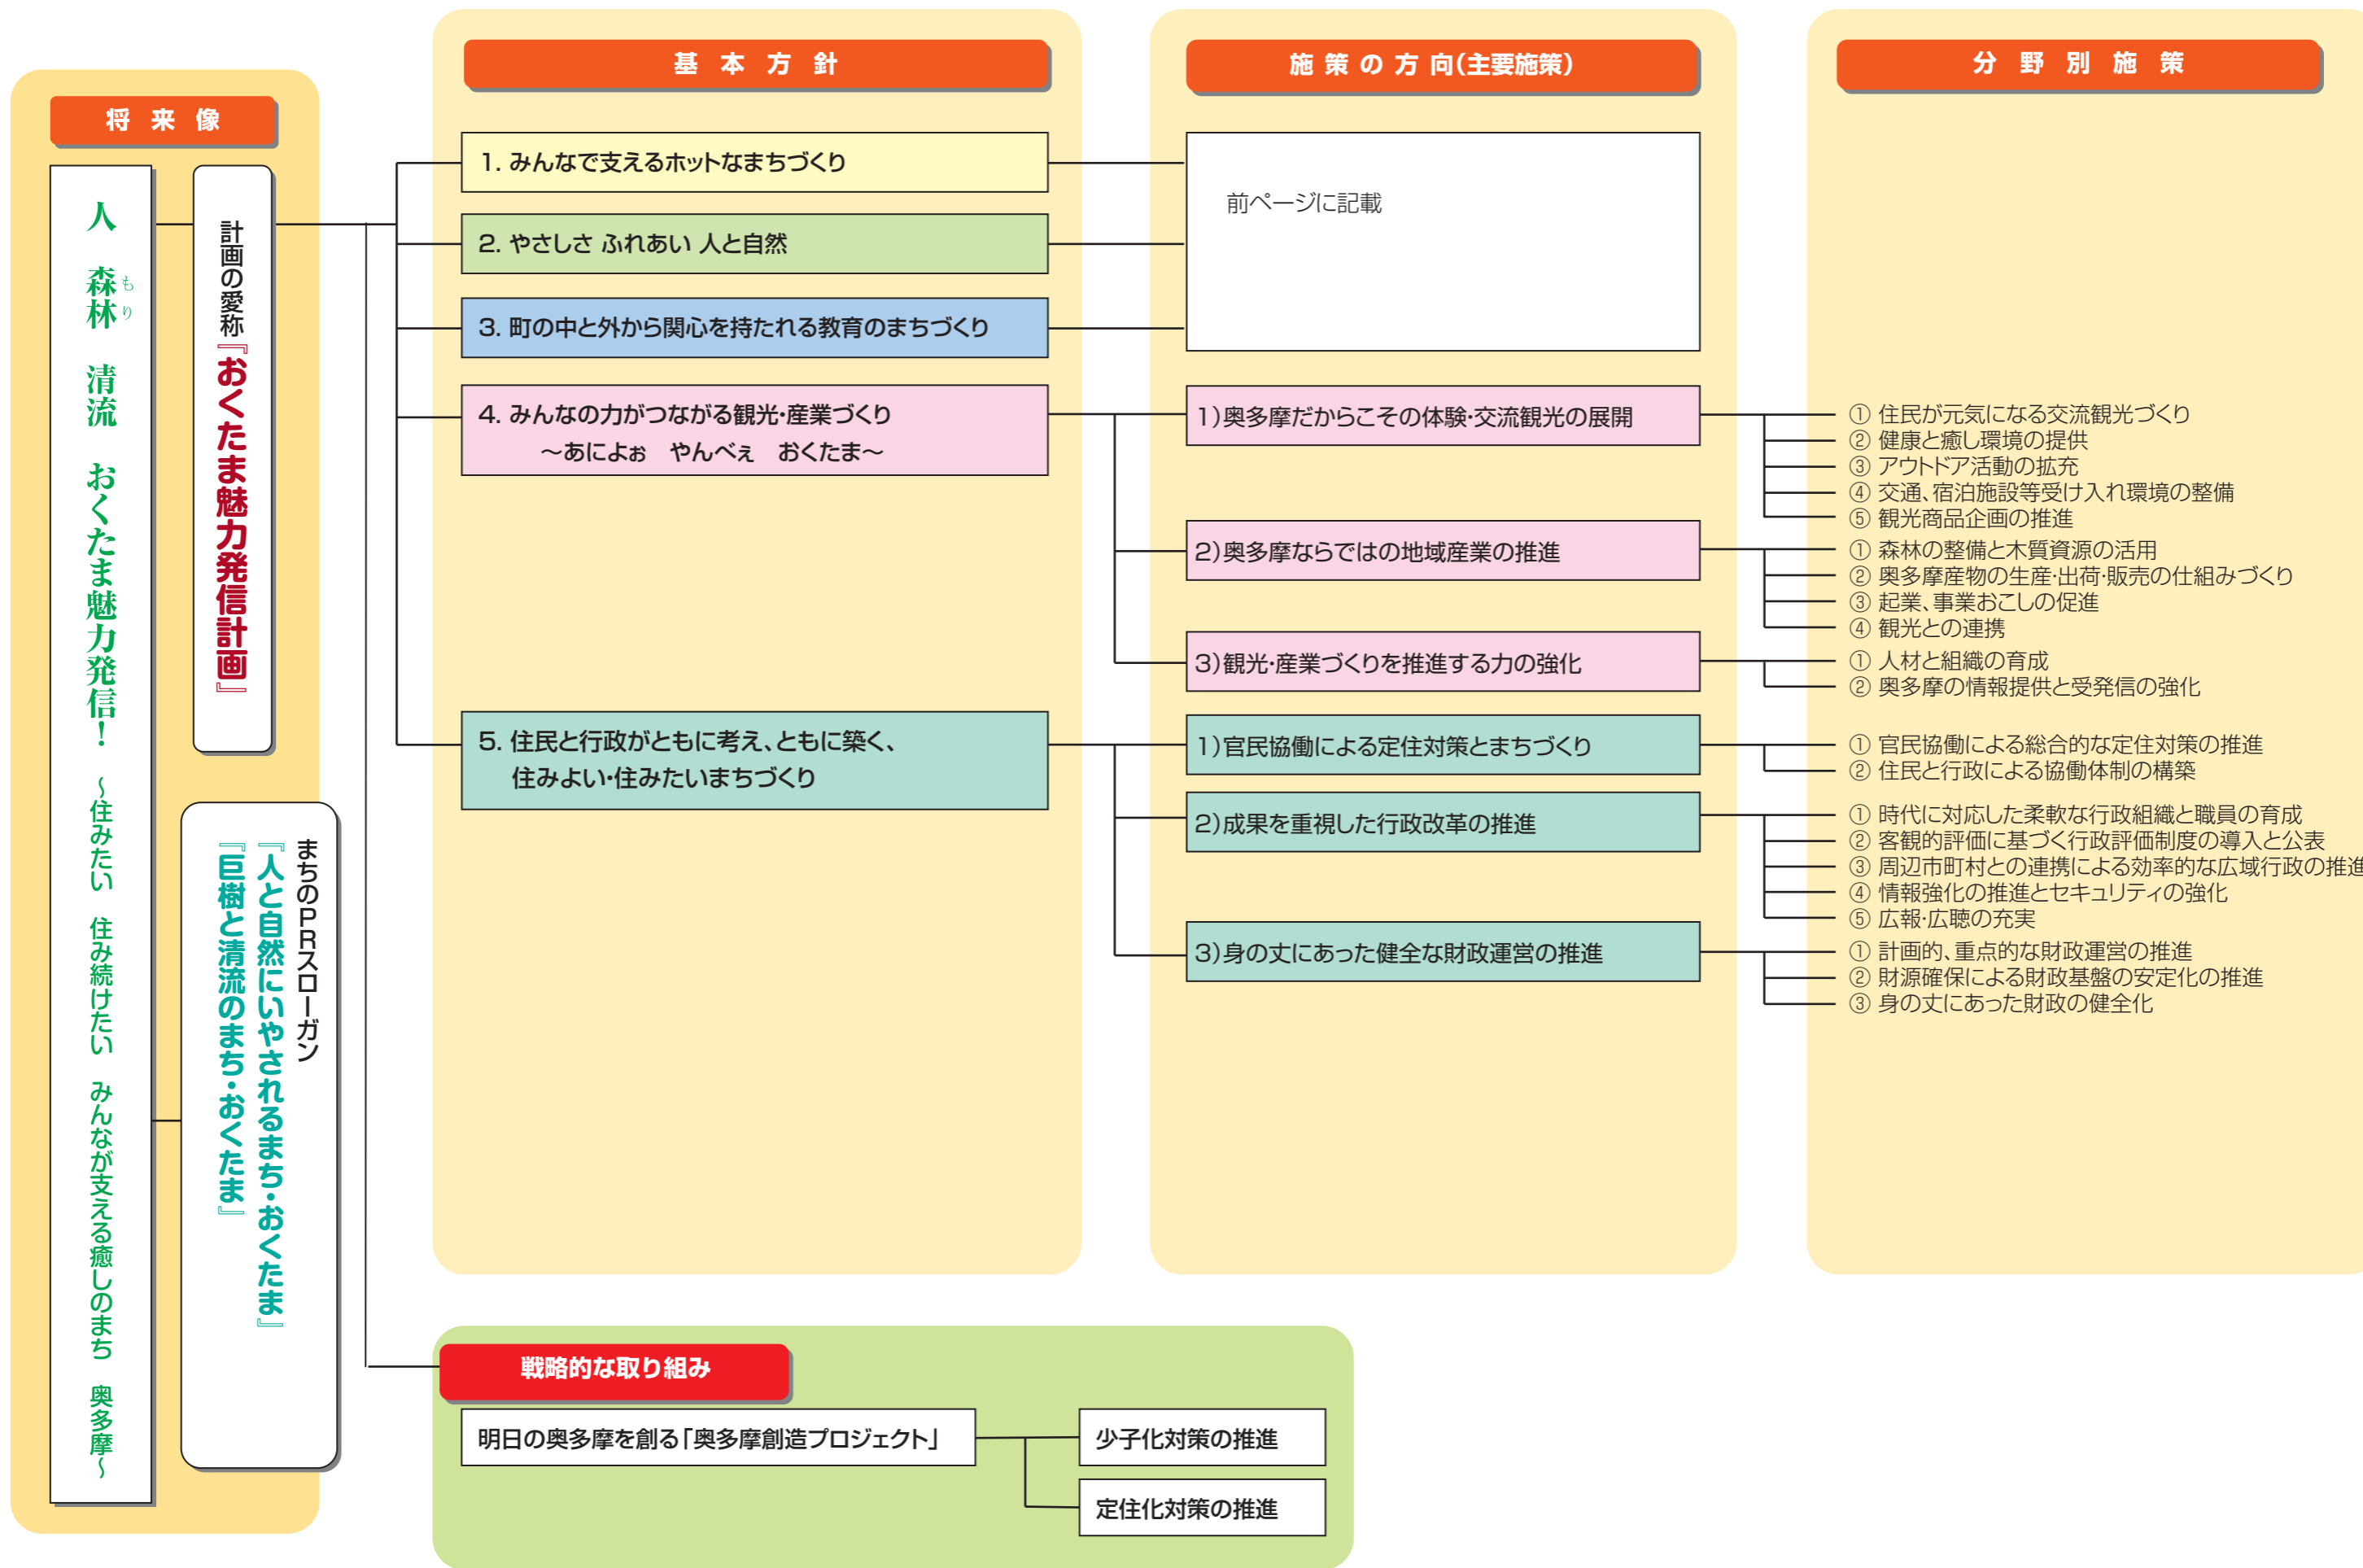 将来像
人 森林 清流 おくたま魅力発信! ～住みたい 住み続けたい みんなが支える癒しのまち 奥多摩～
もり
計画の愛称『おくたま魅力発信計画』
まちのPRスローガン
『人と自然にいやされるまち・おくたま』
『巨樹と清流のまち・おくたま』
基本方針
1. みんなで支えるホットなまちづくり
2. やさしさ ふれあい 人と自然
3. 町の中と外から関心を持たれる教育のまちづくり
4. みんなの力がつながる観光・産業づくり
～あによぉ やんべぇ おくたま～
5. 住民と行政がともに考え、ともに築く、
住みよい・住みたいまちづくり
施策の方向(主要施策)
前ページに記載
1)奥多摩だからこその体験・交流観光の展開
2)奥多摩ならではの地域産業の推進
3)観光・産業づくりを推進する力の強化
1)官民協働による定住対策とまちづくり
2)成果を重視した行政改革の推進
3)身の丈にあった健全な財政運営の推進
分野別施策
① 住民が元気になる交流観光づくり
② 健康と癒し環境の提供
③ アウトドア活動の拡充
④ 交通、宿泊施設等受け入れ環境の整備
⑤ 観光商品企画の推進
① 森林の整備と木質資源の活用
② 奥多摩産物の生産・出荷・販売の仕組みづくり
③ 起業、事業おこしの促進
④ 観光との連携
① 人材と組織の育成
② 奥多摩の情報提供と受発信の強化
① 官民協働による総合的な定住対策の推進
② 住民と行政による協働体制の構築
① 時代に対応した柔軟な行政組織と職員の育成
② 客観的評価に基づく行政評価制度の導入と公表
③ 周辺市町村との連携による効率的な広域行政の推進
④ 情報強化の推進とセキュリティの強化
⑤ 広報・広聴の充実
① 計画的、重点的な財政運営の推進
② 財源確保による財政基盤の安定化の推進
③ 身の丈にあった財政の健全化
戦略的な取り組み
明日の奥多摩を創る「奥多摩創造プロジェクト」
少子化対策の推進
定住化対策の推進